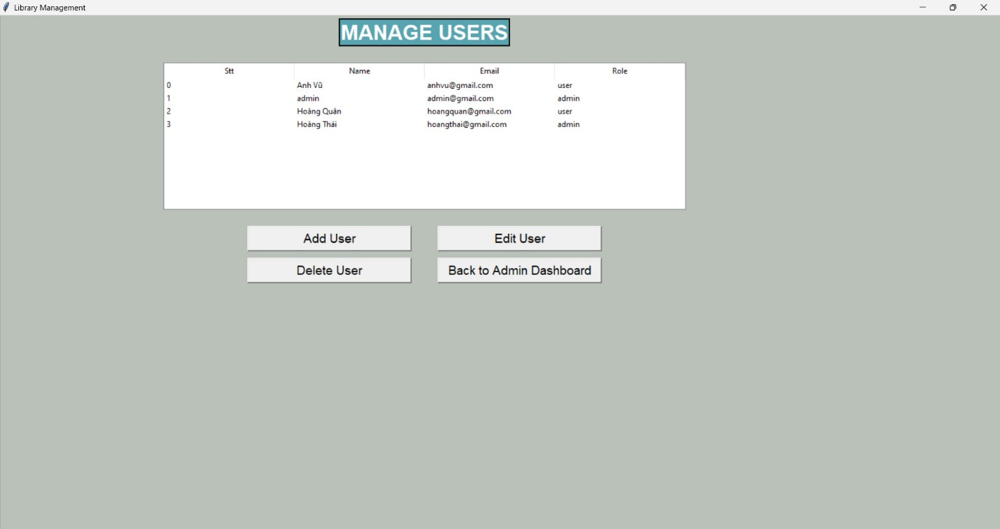 Library Management
MANAGE USERS
Stt Name Email Role
0 Anh Vũ anhvu@gmail.com user
1 admin admin@gmail.com admin
2 Hoàng Quân hoangquan@gmail.com user
3 Hoàng Thái hoangthai@gmail.com admin
Add User Edit User
Delete User Back to Admin Dashboard